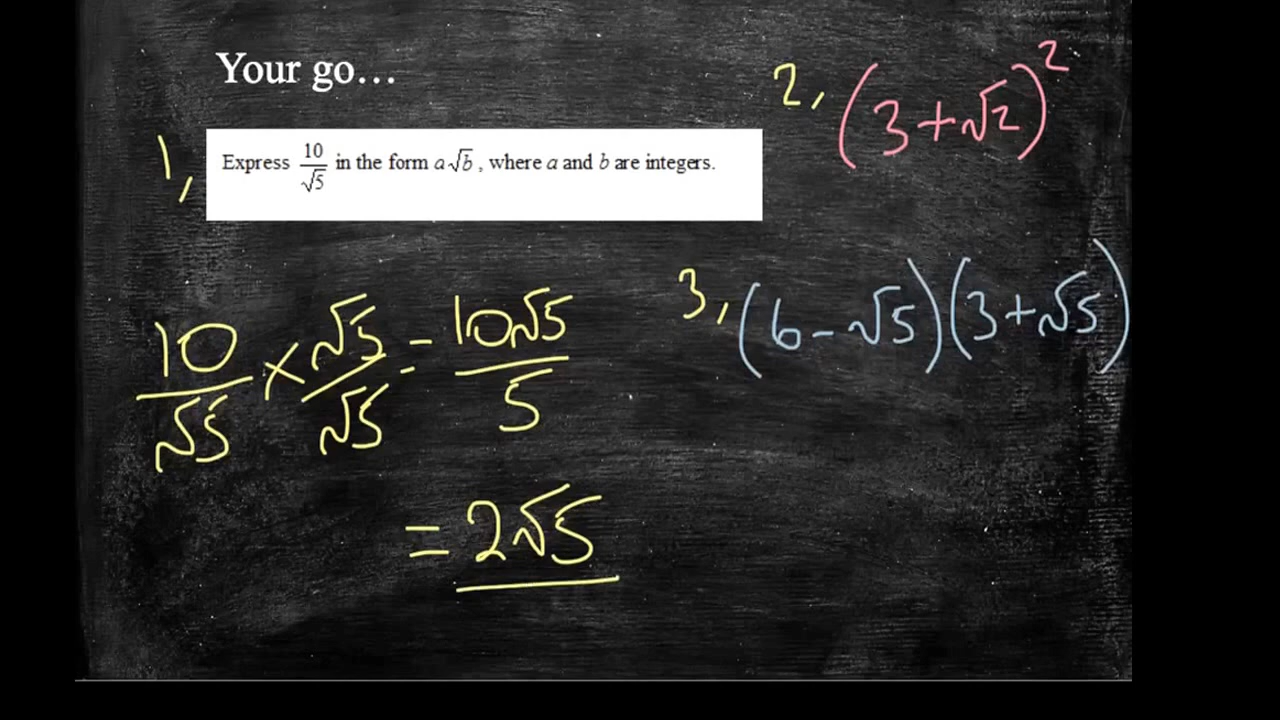 Your go...
1,
Express 10/√5 in the form a√b, where a and b are integers.
10/√5 × √5/√5 = 10√5/5
= 2√5
2, (3+√2)²
3, (6-√5)(3+√5)